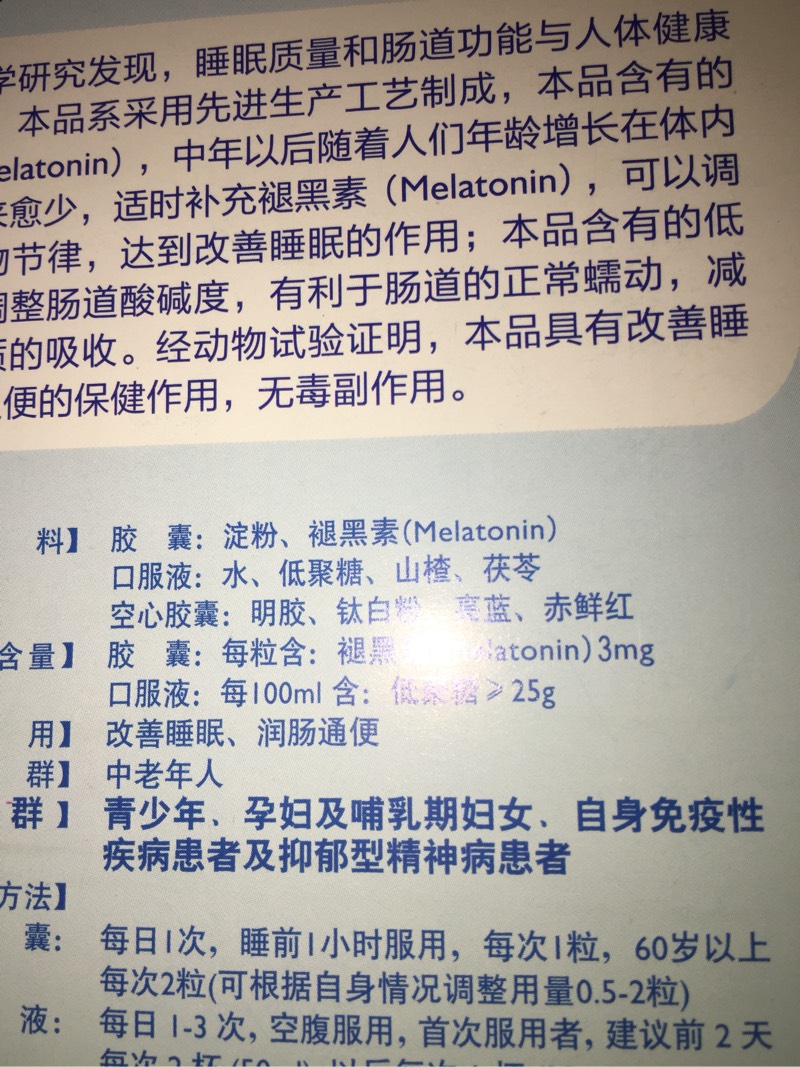 学研究发现，睡眠质量和肠道功能与人体健康
本品系采用先进生产工艺制成，本品含有的
elatonin），中年以后随着人们年龄增长在体内
来愈少，适时补充褪黑素（Melatonin），可以调
物节律，达到改善睡眠的作用；本品含有的低
调整肠道酸碱度，有利于肠道的正常蠕动，减
的吸收。经动物试验证明，本品具有改善睡
便的保健作用，无毒副作用。
料】 胶 囊：淀粉、褪黑素(Melatonin)
口服液：水、低聚糖、山楂、茯苓
空心胶囊：明胶、钛白粉、亮蓝、赤鲜红
含量】 胶 囊：每粒含：褪黑 latonin)3mg
口服液：每100ml 含：低聚糖≥25g
用】 改善睡眠、润肠通便
群】 中老年人
群】 青少年、孕妇及哺乳期妇女、自身免疫性
疾病患者及抑郁型精神病患者
方法】
囊： 每日1次，睡前1小时服用，每次1粒，60岁以上
每次2粒(可根据自身情况调整用量0.5-2粒)
液： 每日 1-3 次，空腹服用，首次服用者，建议前 2 天
每次 2 杯 (50